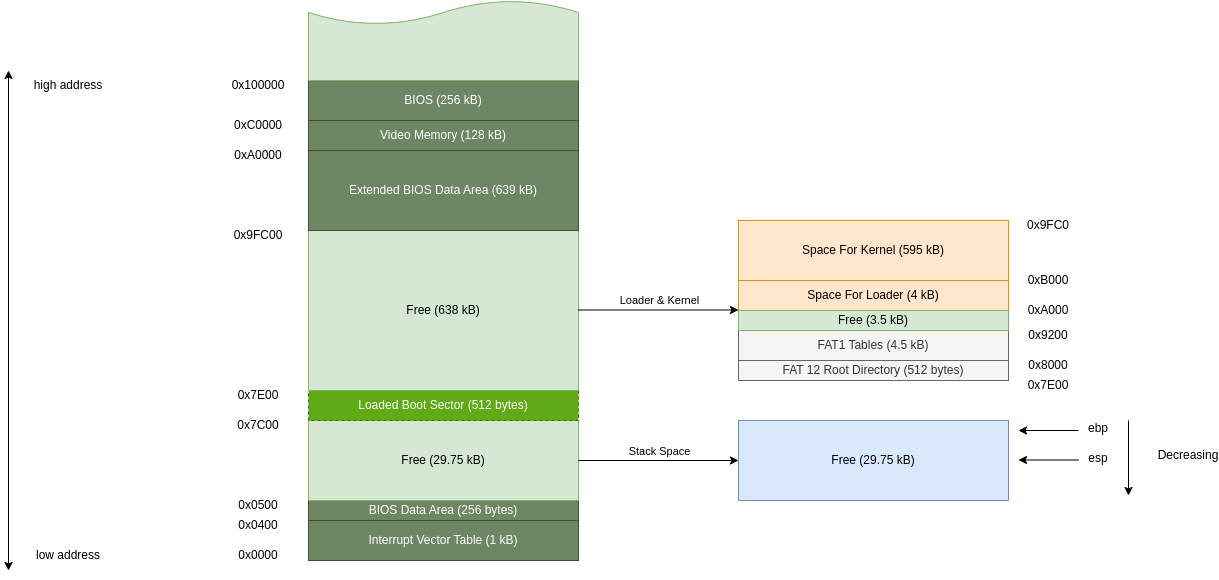 high address
0x100000
BIOS (256 kB)
0xC0000
Video Memory (128 kB)
0xA0000
Extended BIOS Data Area (639 kB)
0x9FC00
Free (638 kB)
Loader & Kernel
0x9FC0
Space For Kernel (595 kB)
0xB000
Space For Loader (4 kB)
0xA000
Free (3.5 kB)
0x9200
FAT1 Tables (4.5 kB)
0x8000
FAT 12 Root Directory (512 bytes)
0x7E00
0x7E00
Loaded Boot Sector (512 bytes)
0x7C00
Free (29.75 kB)
Stack Space
Free (29.75 kB)
ebp
esp
Decreasing
0x0500
BIOS Data Area (256 bytes)
0x0400
Interrupt Vector Table (1 kB)
low address
0x0000